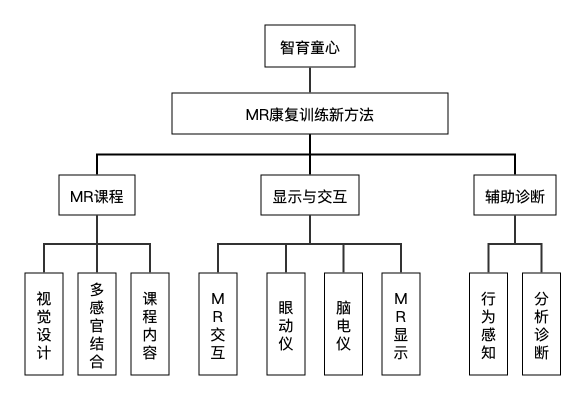 智育童心
MR康复训练新方法
MR课程
显示与交互
辅助诊断
视觉设计
多感官结合
课程内容
MR交互
眼动仪
脑电仪
MR显示
行为感知
分析诊断